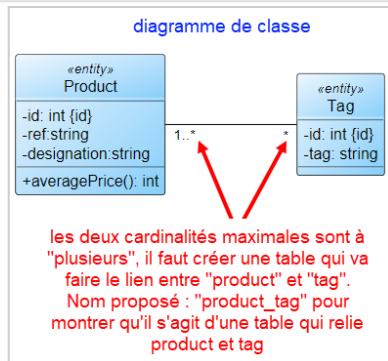 diagramme de classe
«entity»
Product
-id: int {id}
-ref:string
-designation:string
+averagePrice(): int
1..*
*
«entity»
Tag
-id: int {id}
-tag: string
les deux cardinalités maximales sont à
"plusieurs", il faut créer une table qui va
faire le lien entre "product" et "tag".
Nom proposé : "product_tag" pour
montrer qu'il s'agit d'une table qui relie
product et tag